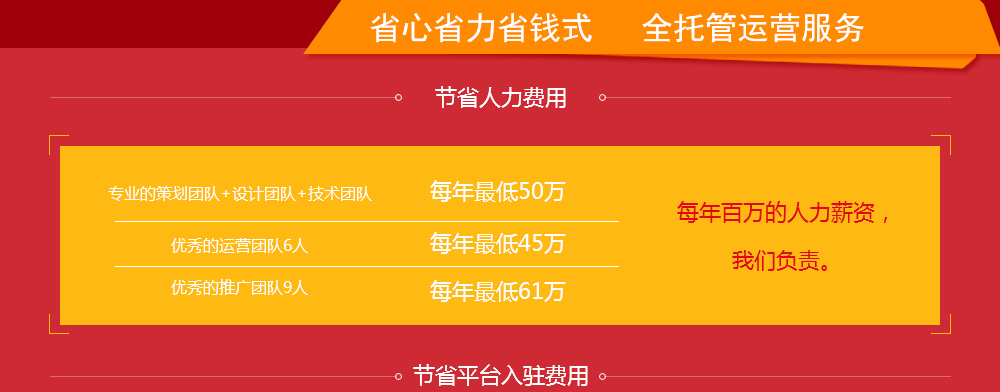 省心省力省钱式 全托管运营服务
节省人力费用
专业的策划团队+设计团队+技术团队 每年最低50万
优秀的运营团队6人 每年最低45万
优秀的推广团队9人 每年最低61万
每年百万的人力薪资，
我们负责。
节省平台入驻费用